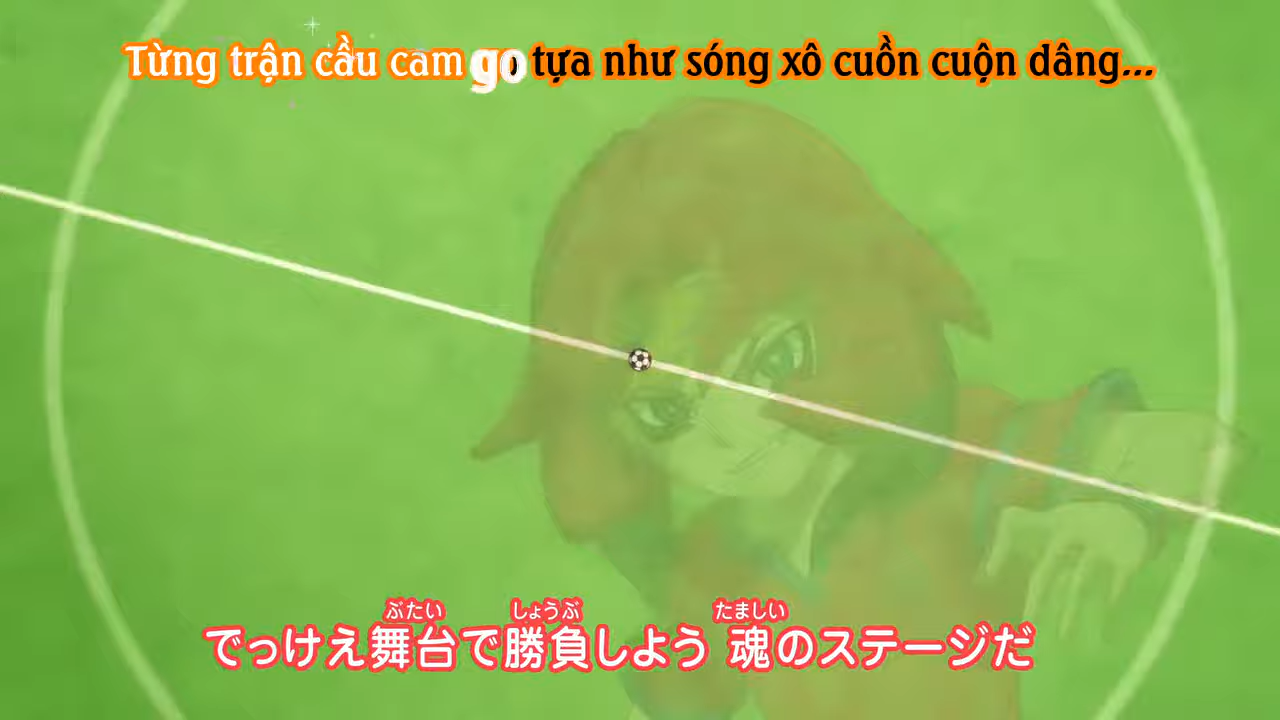 Từng trận cầu cam go tựa như sóng xô cuồn cuộn dâng...
ぶたい しょうぶ たましい
でっけえ舞台で勝負しよう 魂のステージだ